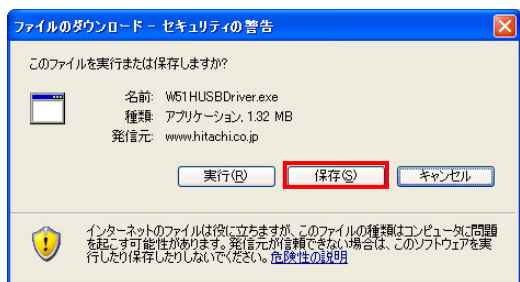 ファイルのダウンロード - セキュリティの警告
このファイルを実行または保存しますか?
名前: W51HUSBDriver.exe
種類: アプリケーション, 1.32 MB
発信元: www.hitachi.co.jp
実行(R) 保存(S) キャンセル
インターネットのファイルは役に立ちますが、このファイルの種類はコンピュータに問題
を起こす可能性があります。発信元が信頼できない場合は、このソフトウェアを実
行したり保存したりしないでください。危険性の説明